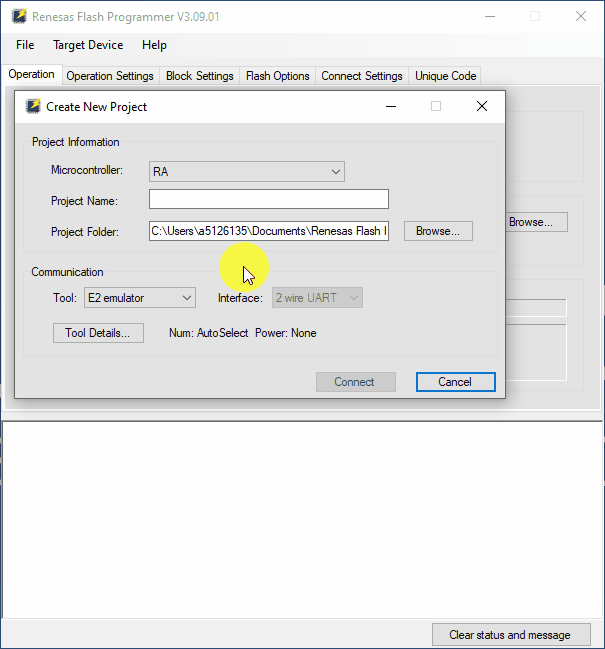 Renesas Flash Programmer V3.09.01
File Target Device Help
Operation Operation Settings Block Settings Flash Options Connect Settings Unique Code
Create New Project
Project Information
Microcontroller: RA
Project Name:
Project Folder: C:\Users\a5126135\Documents\Renesas Flash Browse...
Browse...
Communication
Tool: E2 emulator Interface: 2 wire UART
Tool Details... Num: AutoSelect Power: None
Connect Cancel
Clear status and message